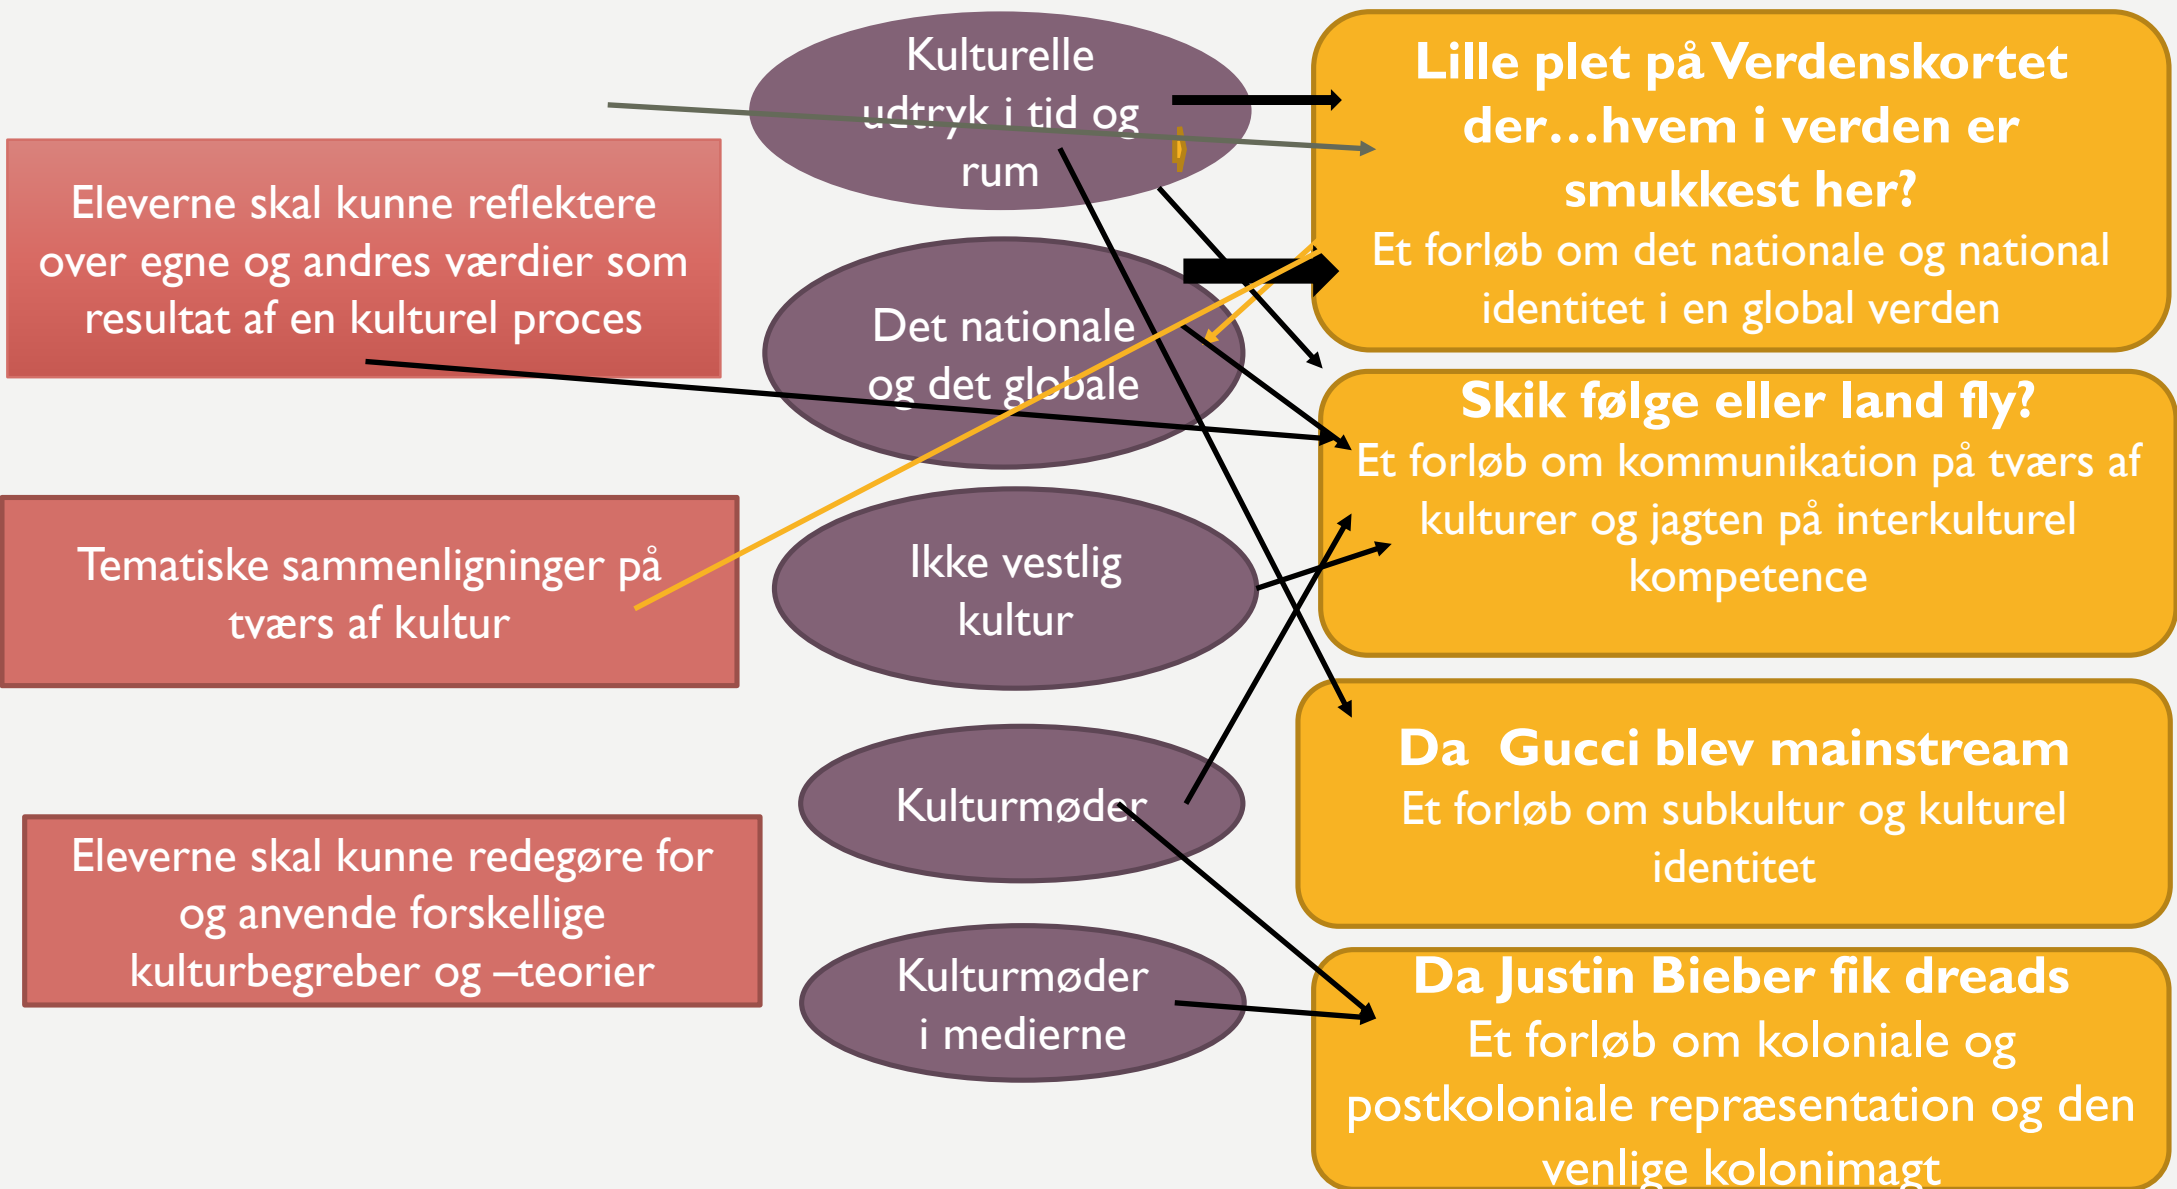 Eleverne skal kunne reflektere
over egne og andres værdier som
resultat af en kulturel proces
Tematiske sammenligninger på
tværs af kultur
Eleverne skal kunne redegøre for
og anvende forskellige
kulturbegreber og –teorier
Kulturelle
udtryk i tid og
rum
Det nationale
og det globale
Ikke vestlig
kultur
Kulturmøder
Kulturmøder
i medierne
Lille plet på Verdenskortet
der…hvem i verden er
smukkest her?
Et forløb om det nationale og national
identitet i en global verden
Skik følge eller land fly?
Et forløb om kommunikation på tværs af
kulturer og jagten på interkulturel
kompetence
Da  Gucci blev mainstream
Et forløb om subkultur og kulturel
identitet
Da Justin Bieber fik dreads
Et forløb om koloniale og
postkoloniale repræsentation og den
venlige kolonimagt